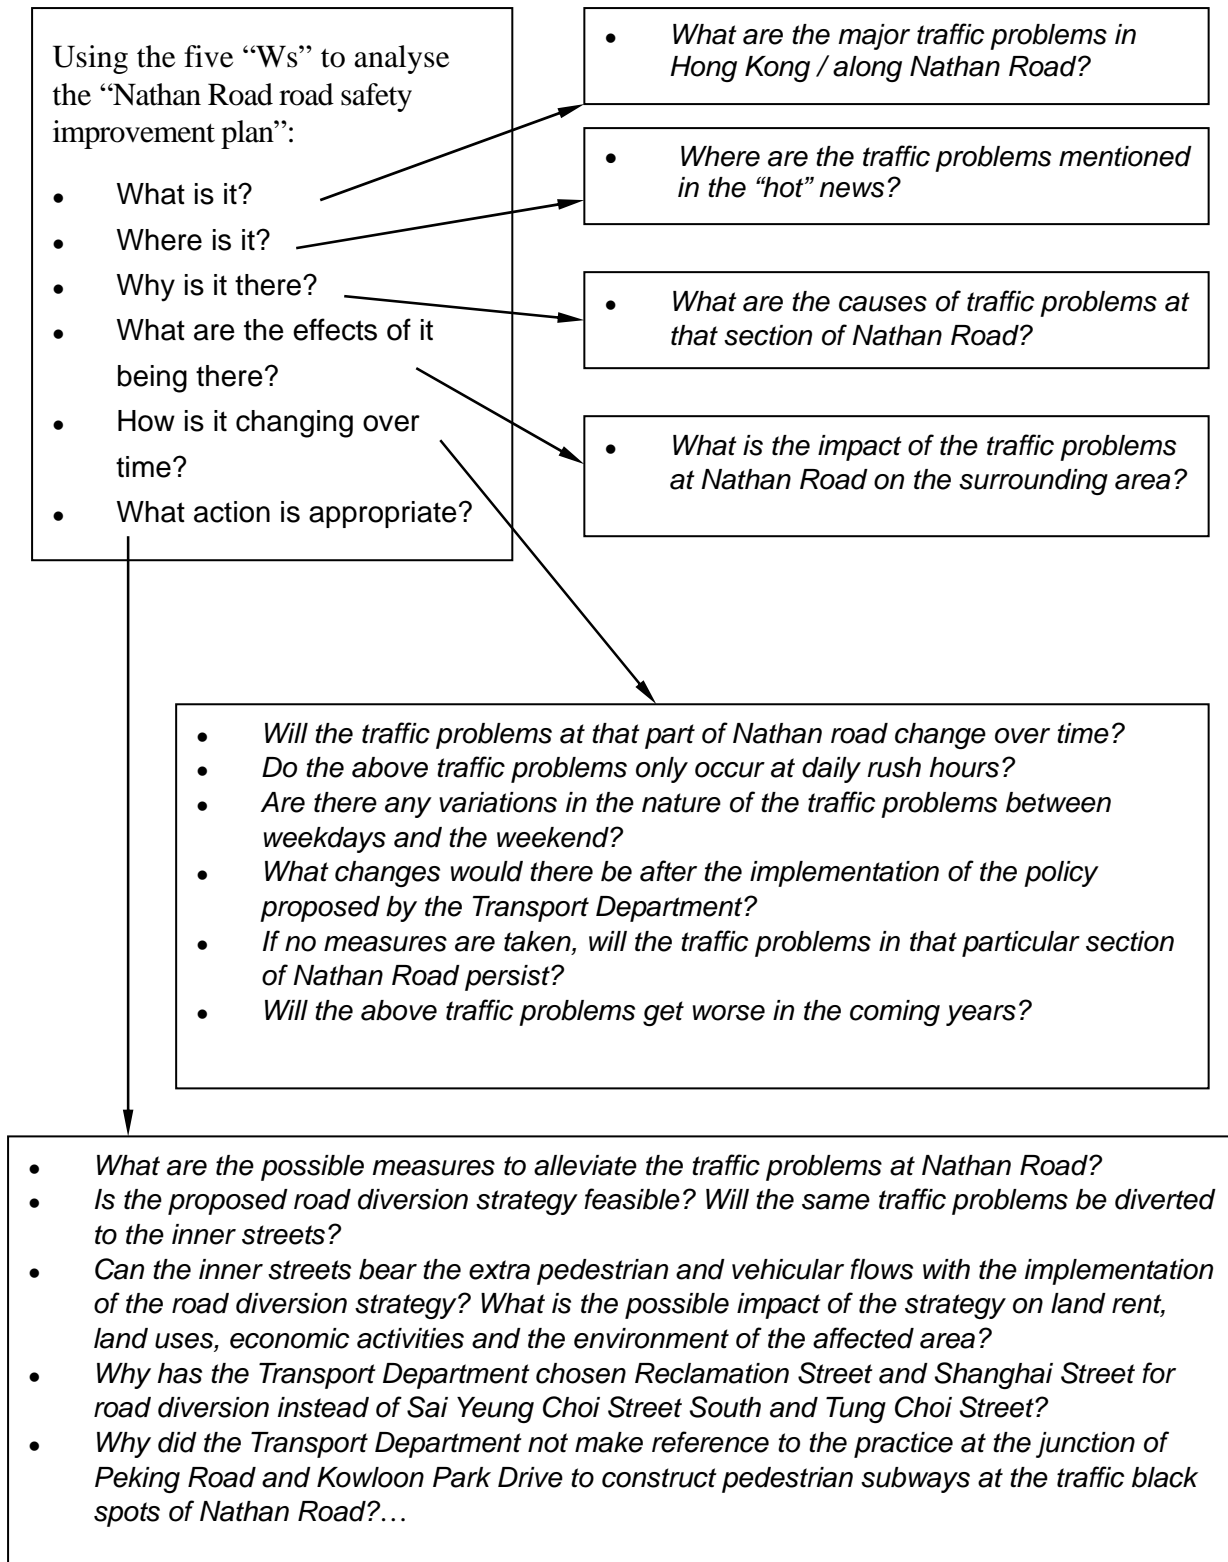 Using the five “Ws” to analyse
the “Nathan Road road safety
improvement plan”:
• What is it?
• Where is it?
• Why is it there?
• What are the effects of it
being there?
• How is it changing over
time?
• What action is appropriate?
• What are the major traffic problems in
Hong Kong / along Nathan Road?
• Where are the traffic problems mentioned
in the “hot” news?
• What are the causes of traffic problems at
that section of Nathan Road?
• What is the impact of the traffic problems
at Nathan Road on the surrounding area?
• Will the traffic problems at that part of Nathan road change over time?
• Do the above traffic problems only occur at daily rush hours?
• Are there any variations in the nature of the traffic problems between
weekdays and the weekend?
• What changes would there be after the implementation of the policy
proposed by the Transport Department?
• If no measures are taken, will the traffic problems in that particular section
of Nathan Road persist?
• Will the above traffic problems get worse in the coming years?
• What are the possible measures to alleviate the traffic problems at Nathan Road?
• Is the proposed road diversion strategy feasible? Will the same traffic problems be diverted
to the inner streets?
• Can the inner streets bear the extra pedestrian and vehicular flows with the implementation
of the road diversion strategy? What is the possible impact of the strategy on land rent,
land uses, economic activities and the environment of the affected area?
• Why has the Transport Department chosen Reclamation Street and Shanghai Street for
road diversion instead of Sai Yeung Choi Street South and Tung Choi Street?
• Why did the Transport Department not make reference to the practice at the junction of
Peking Road and Kowloon Park Drive to construct pedestrian subways at the traffic black
spots of Nathan Road?…